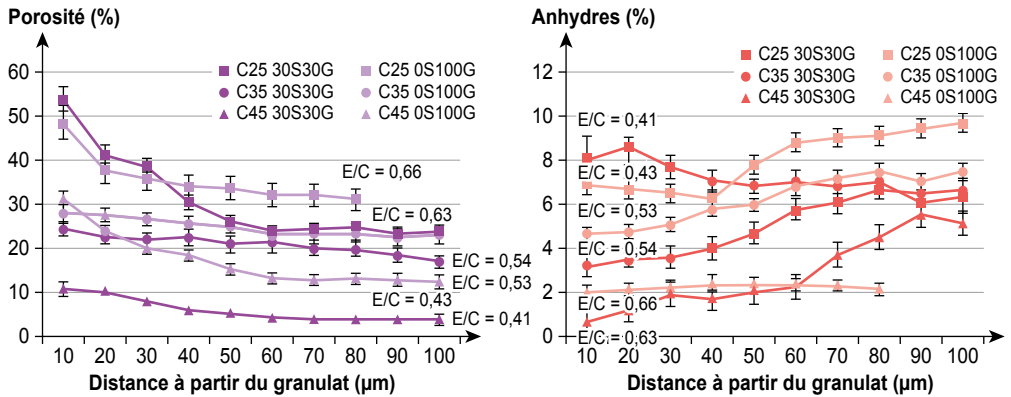 Porosité (%)
60
50
40
30
20
10
0
C25 30S30G
C35 30S30G
C45 30S30G
C25 0S100G
C35 0S100G
C45 0S100G
E/C = 0,66
E/C = 0,63
E/C = 0,54
E/C = 0,53
E/C = 0,43
E/C = 0,41
10 20 30 40 50 60 70 80 90 100
Distance à partir du granulat (µm)
Anhydres (%)
12
10
8
6
4
2
0
C25 30S30G
C35 30S30G
C45 30S30G
C25 0S100G
C35 0S100G
C45 0S100G
E/C = 0,41
E/C = 0,43
E/C = 0,53
E/C = 0,54
E/C = 0,66
E/C = 0,63
10 20 30 40 50 60 70 80 90 100
Distance à partir du granulat (µm)